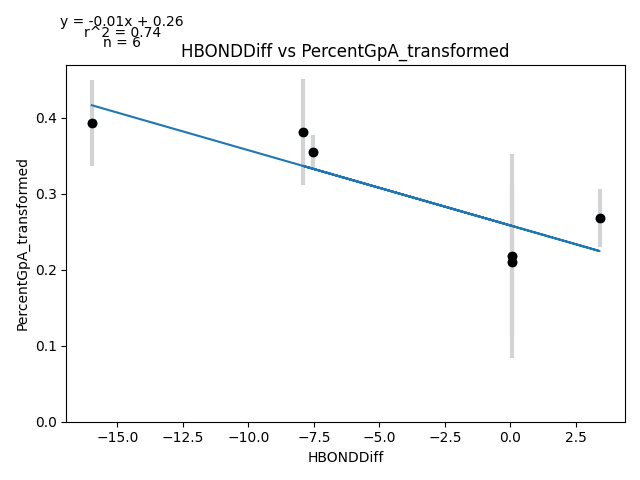 y = -0.01x + 0.26
r^2 = 0.74
n = 6
HBONDDiff vs PercentGpA_transformed
PercentGpA_transformed
0.4
0.3
0.2
0.1
0.0
−15.0 −12.5 −10.0 −7.5 −5.0 −2.5 0.0 2.5
HBONDDiff